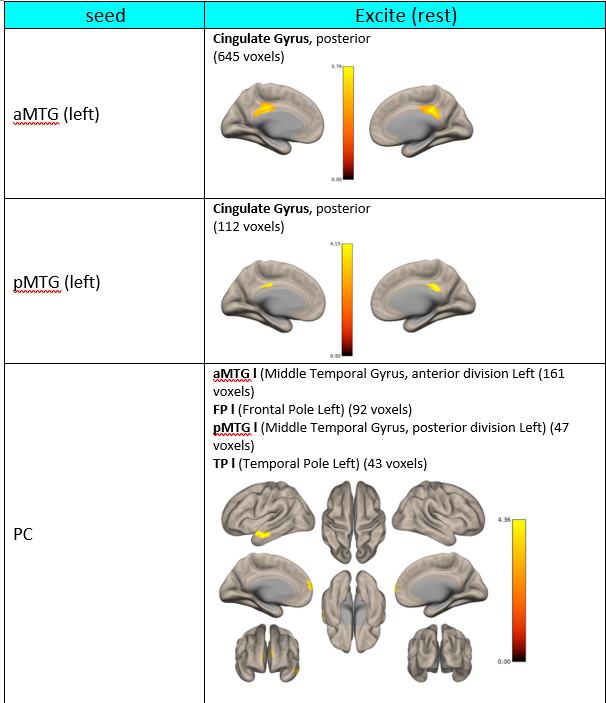 seed
Excite (rest)
aMTG (left)
Cingulate Gyrus, posterior
(645 voxels)
5.79
0.00
pMTG (left)
Cingulate Gyrus, posterior
(112 voxels)
4.15
0.00
PC
aMTG l (Middle Temporal Gyrus, anterior division Left (161
voxels)
FP l (Frontal Pole Left) (92 voxels)
pMTG l (Middle Temporal Gyrus, posterior division Left) (47
voxels)
TP l (Temporal Pole Left) (43 voxels)
4.36
0.00